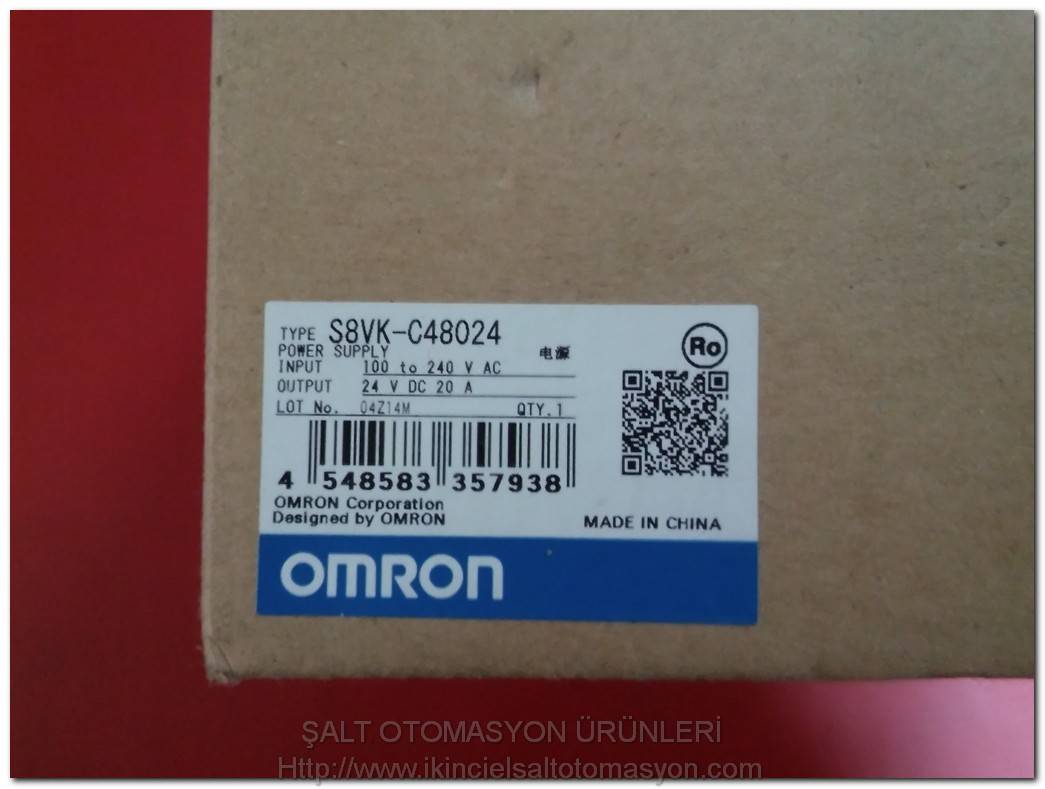 TYPE S8VK-C48024
POWER SUPPLY 电源
INPUT 100 to 240 V AC
OUTPUT 24 V DC 20 A
LOT No. 04Z14M QTY.1
Ro
4 548583 357938
OMRON Corporation
Designed by OMRON
MADE IN CHINA
OMRON
ŞALT OTOMASYON ÜRÜNLERİ
Http://www.ikincielsaltotomasyon.com